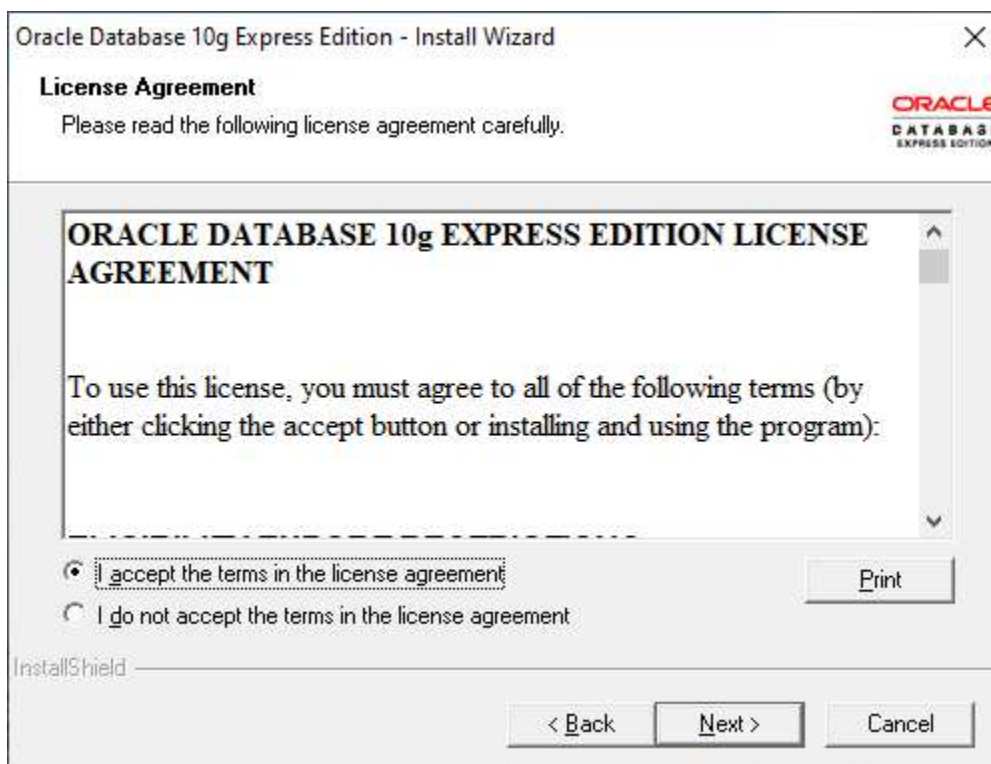 Oracle Database 10g Express Edition - Install Wizard
License Agreement
Please read the following license agreement carefully.
ORACLE
DATABASE
EXPRESS EDITION
ORACLE DATABASE 10g EXPRESS EDITION LICENSE
AGREEMENT
To use this license, you must agree to all of the following terms (by
either clicking the accept button or installing and using the program):
I accept the terms in the license agreement
Print
I do not accept the terms in the license agreement
InstallShield
< Back
Next >
Cancel